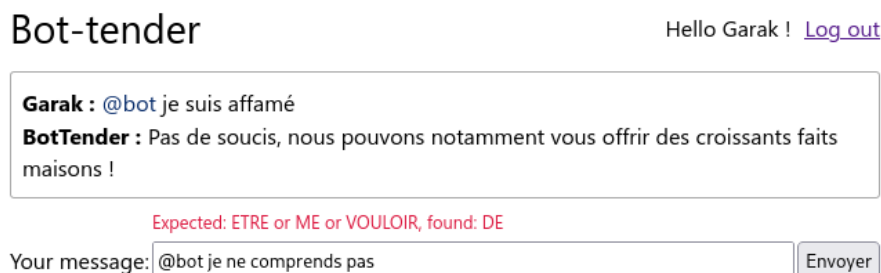 Bot-tender
Hello Garak ! Log out
Garak : @bot je suis affamé
BotTender : Pas de soucis, nous pouvons notamment vous offrir des croissants faits
maisons !
Expected: ETRE or ME or VOULOIR, found: DE
Your message: @bot je ne comprends pas Envoyer